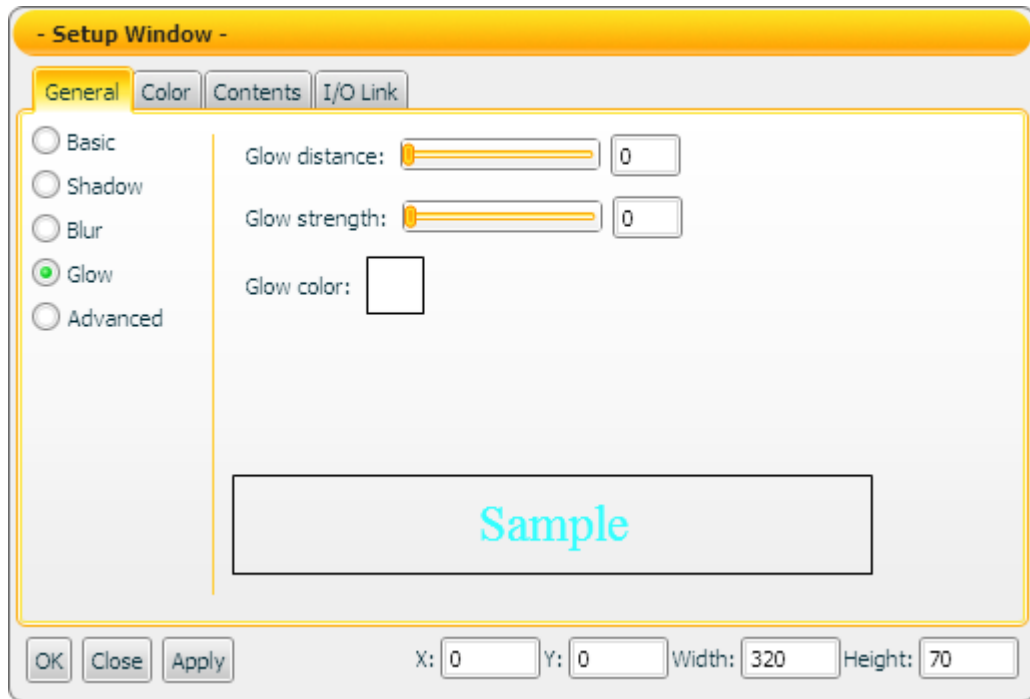 - Setup Window -
General Color Contents I/O Link
Basic
Shadow
Blur
Glow
Advanced
Glow distance: 0
Glow strength: 0
Glow color:
Sample
OK Close Apply X: 0 Y: 0 Width: 320 Height: 70